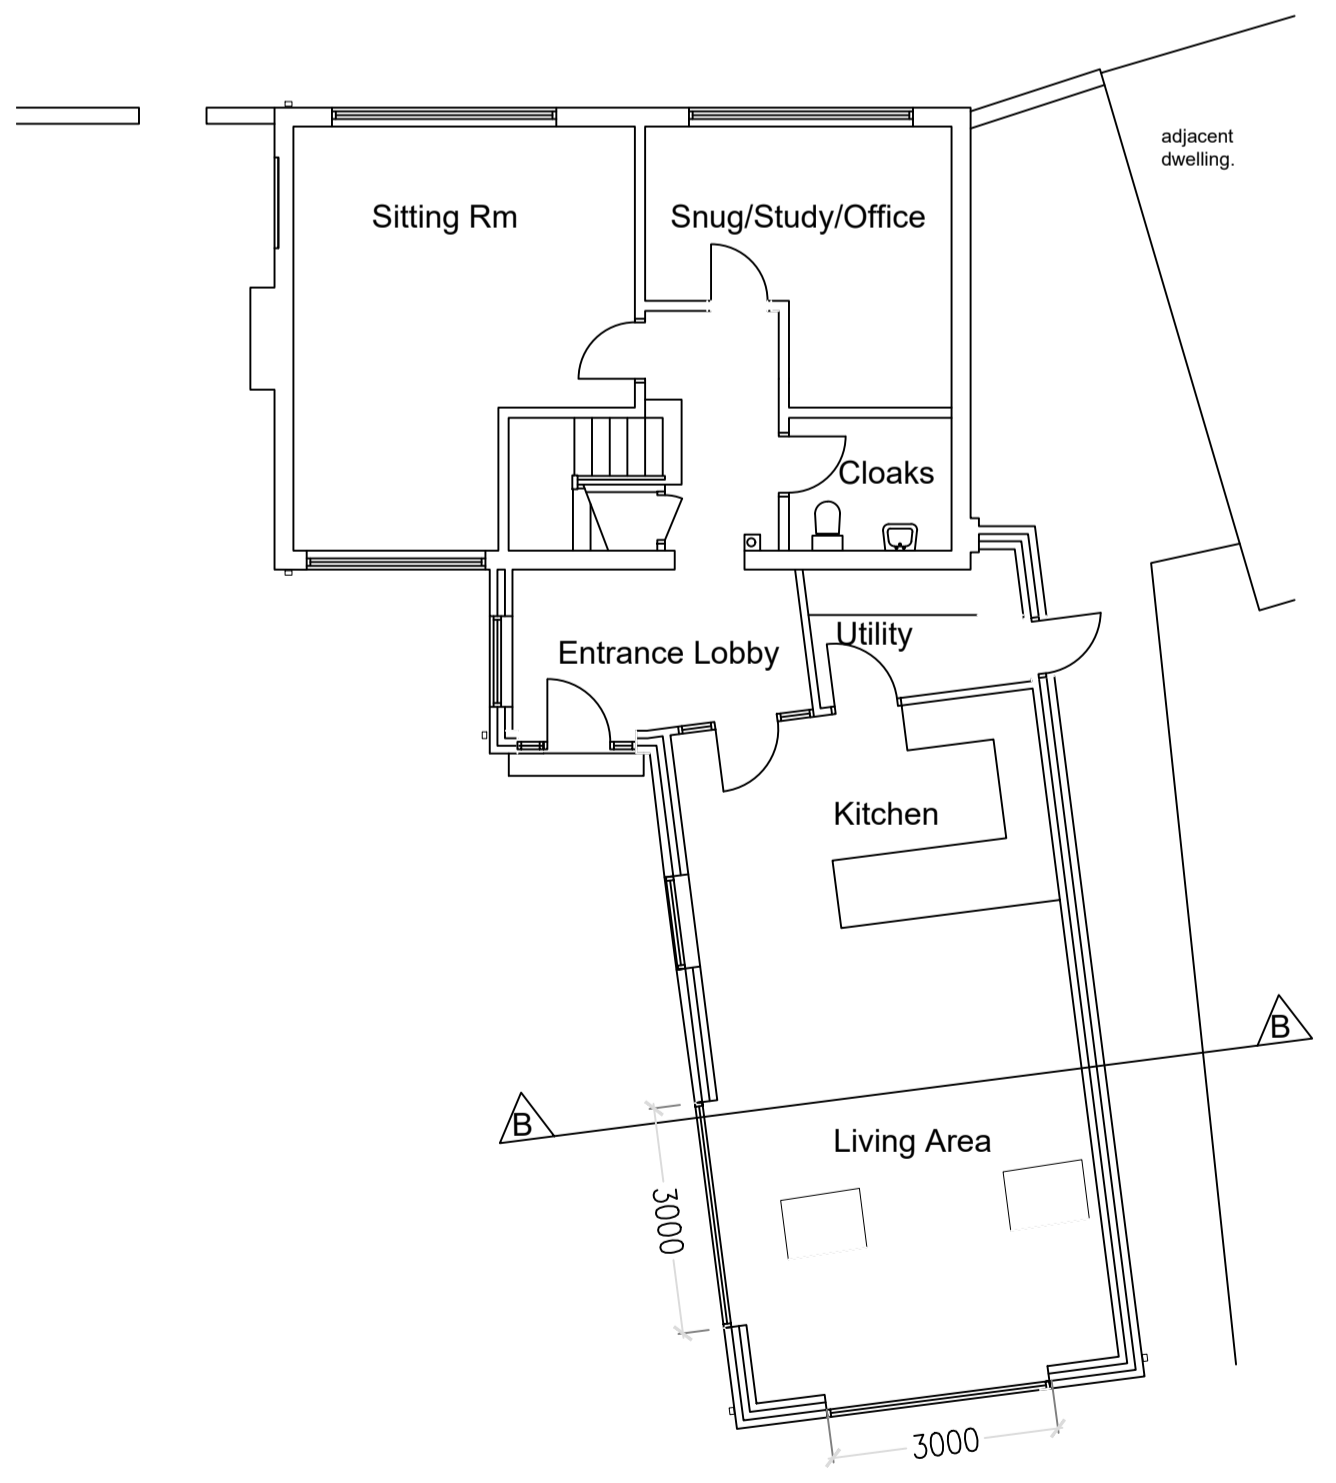 adjacent
dwelling.
Sitting Rm
Snug/Study/Office
Cloaks
Utility
Entrance Lobby
Kitchen
B
B
Living Area
3000
3000